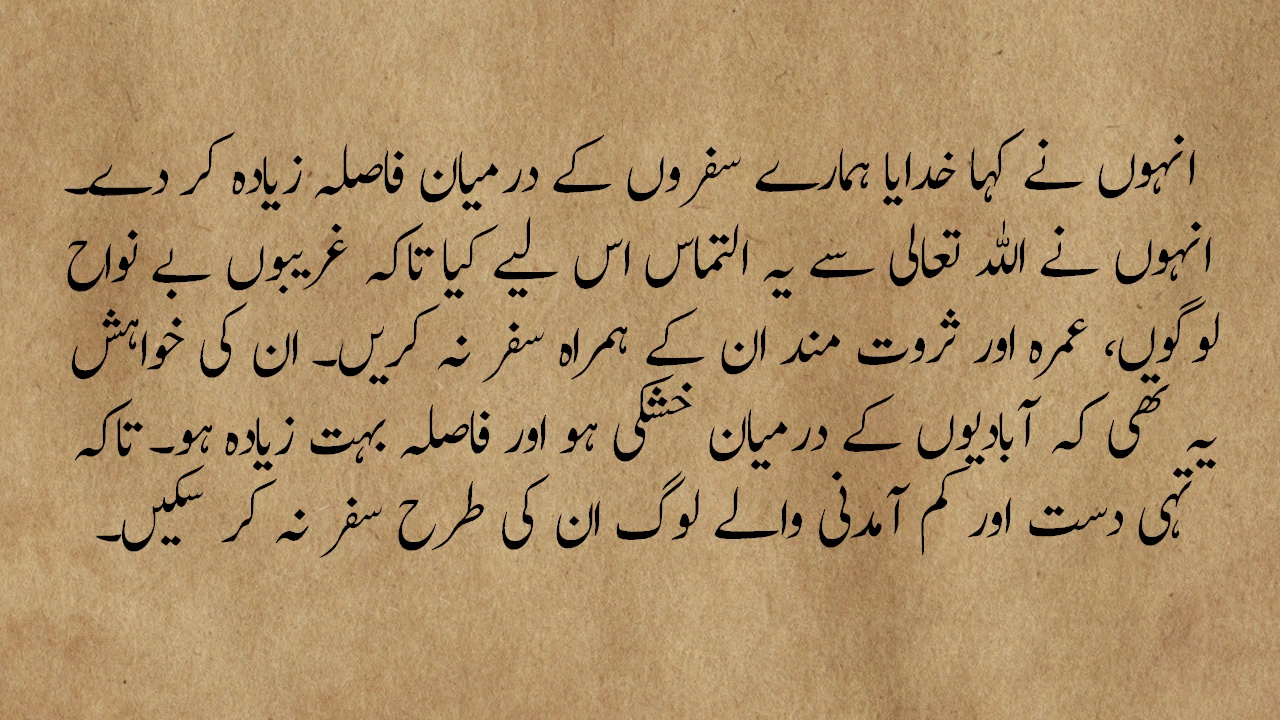 انہوں نے کہا خدایا ہمارے سفروں کے درمیان فاصلہ زیادہ کر دے۔
انہوں نے اللہ تعالی سے یہ التماس اس لیے کیا تاکہ غریبوں بے نواح
لوگوں، عمرہ اور ثروت مند ان کے ہمراہ سفر نہ کریں۔ ان کی خواہش
یہ تھی کہ آبادیوں کے درمیان خشکی ہو اور فاصلہ بہت زیادہ ہو۔ تاکہ
تہی دست اور کم آمدنی والے لوگ ان کی طرح سفر نہ کر سکیں۔